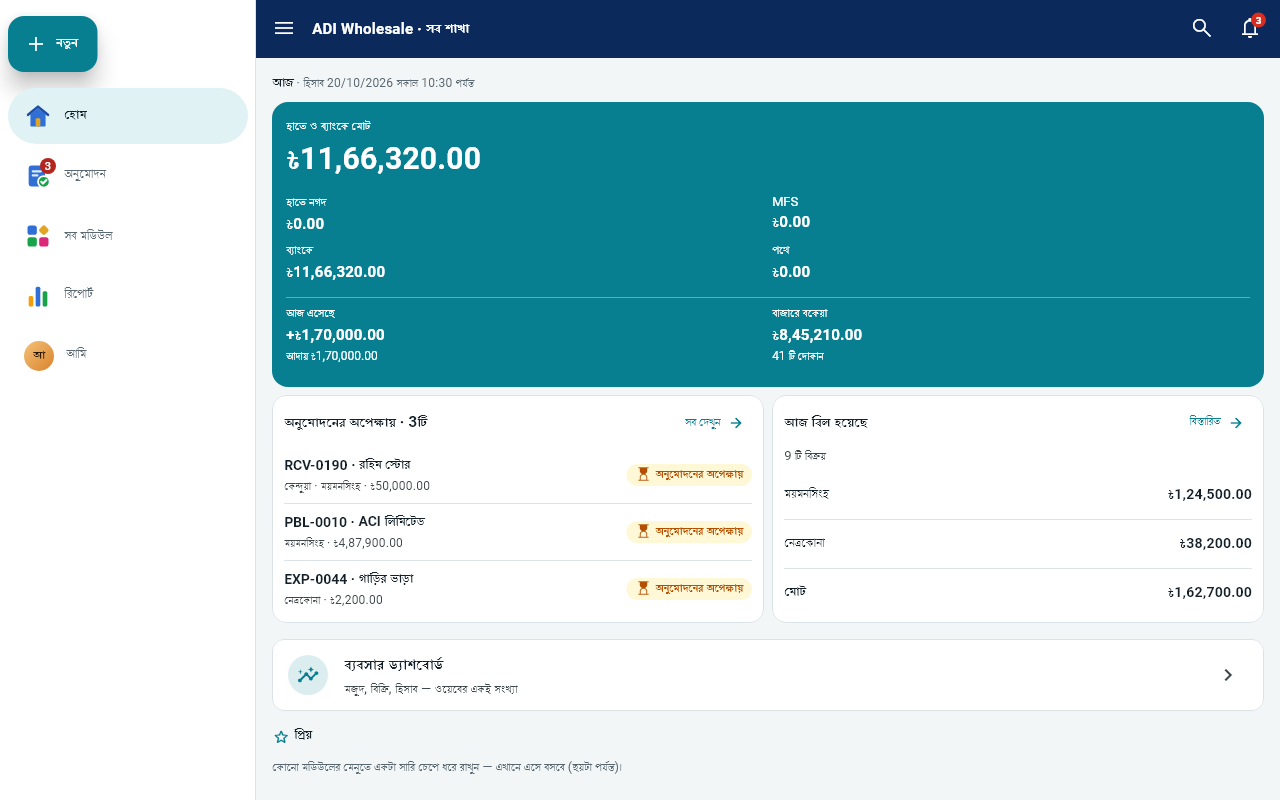 নতুন
হোম
3
অনুমোদন
সব মডিউল
রিপোর্ট
আ
আমি
ADI Wholesale · সব শাখা
3
আজ · হিসাব 20/10/2026 সকাল 10:30 পর্যন্ত
হাতে ও ব্যাংকে মোট
৳11,66,320.00
হাতে নগদ
৳0.00
MFS
৳0.00
ব্যাংকে
৳11,66,320.00
পথে
৳0.00
আজ এসেছে
+৳1,70,000.00
আদায় ৳1,70,000.00
বাজারে বকেয়া
৳8,45,210.00
41 টি দোকান
অনুমোদনের অপেক্ষায় · 3টি
সব দেখুন
RCV-0190 · রহিম স্টোর
কেন্দুয়া · ময়মনসিংহ · ৳50,000.00
অনুমোদনের অপেক্ষায়
PBL-0010 · ACI লিমিটেড
ময়মনসিংহ · ৳4,87,900.00
অনুমোদনের অপেক্ষায়
EXP-0044 · গাড়ির ভাড়া
নেত্রকোনা · ৳2,200.00
অনুমোদনের অপেক্ষায়
আজ বিল হয়েছে
বিস্তারিত
9 টি বিক্রয়
ময়মনসিংহ
৳1,24,500.00
নেত্রকোনা
৳38,200.00
মোট
৳1,62,700.00
ব্যবসার ড্যাশবোর্ড
মজুদ, বিক্রি, হিসাব — ওয়েবের একই সংখ্যা
প্রিয়
কোনো মডিউলের মেনুতে একটা সারি চেপে ধরে রাখুন — এখানে এসে বসবে (ছয়টা পর্যন্ত)।